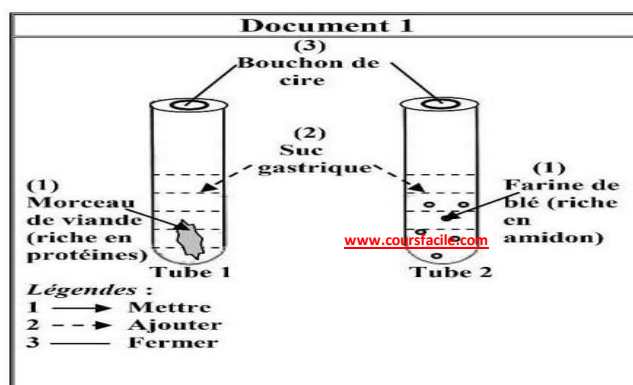 Document 1
(3)
Bouchon de
cire
(2)
Suc
gastrique
(1)
Morceau
de viande
(riche en
protéines)
(1)
Farine de
blé (riche
en
amidon)
www.coursfacile.com
Tube 1
Tube 2
Légendes :
1 Mettre
2 Ajouter
3 Fermer